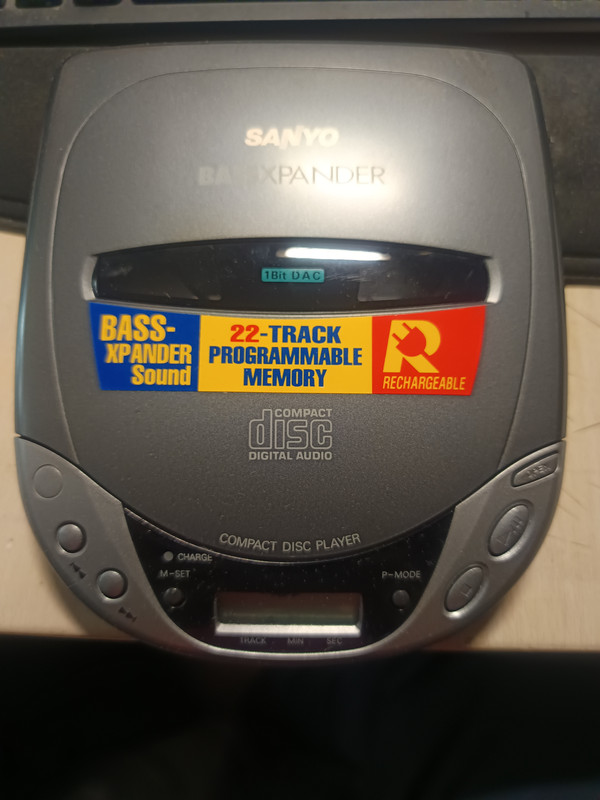 SANYO
BASSXPANDER
1Bit DAC
BASS-
XPANDER
Sound
22-TRACK
PROGRAMMABLE
MEMORY
R
RECHARGEABLE
COMPACT
disc
DIGITAL AUDIO
OPEN
COMPACT DISC PLAYER
CHARGE
M-SET
P-MODE
TRACK MIN SEC